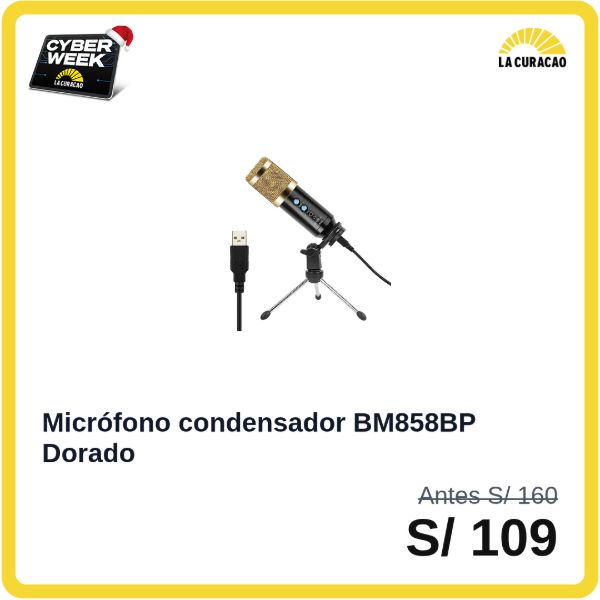 CYBER
WEEK
LA CURACAO
LA CURACAO
Micrófono condensador BM858BP
Dorado
Antes S/ 160
S/ 109